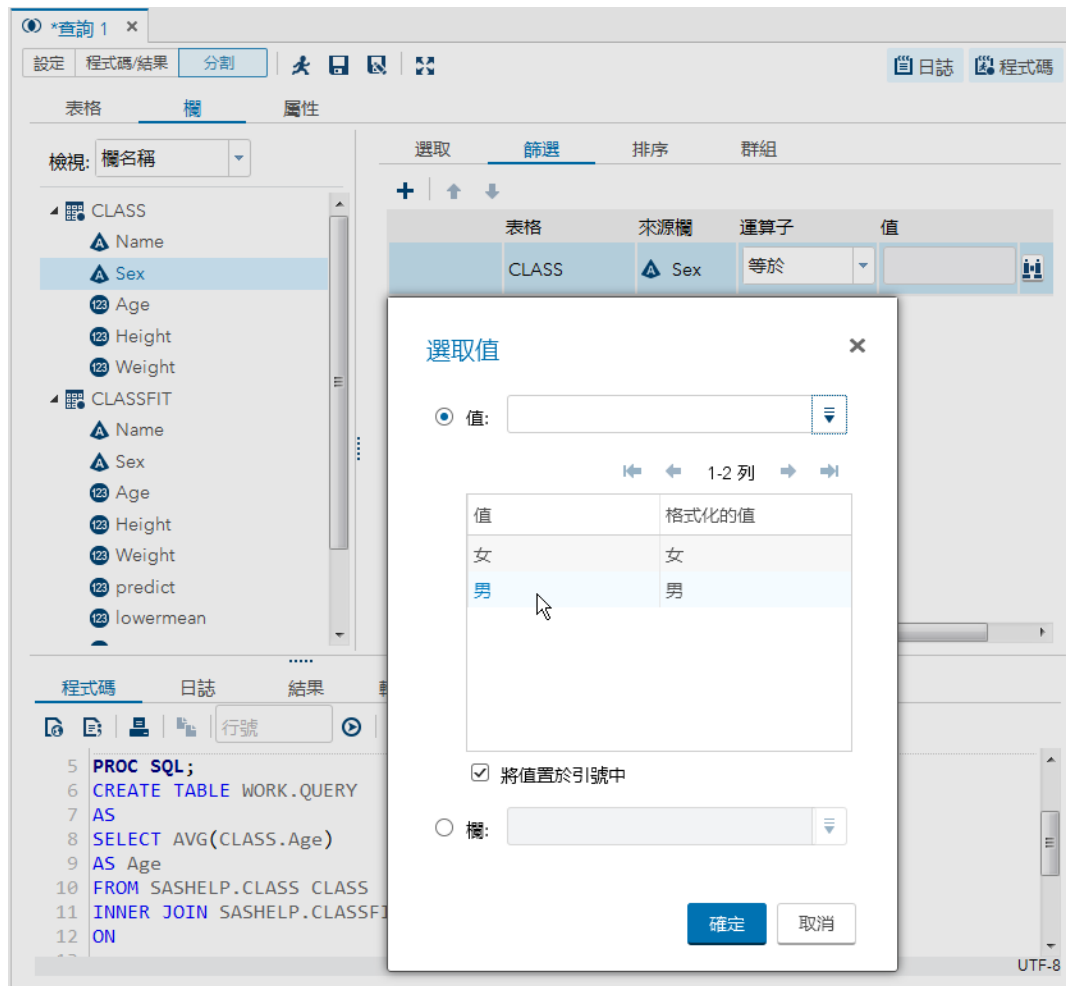 *查詢 1 ×
設定 程式碼/結果 分割 日誌 程式碼
表格 欄 屬性
檢視: 欄名稱
CLASS
Name
Sex
Age
Height
Weight
CLASSFIT
Name
Sex
Age
Height
Weight
predict
lowermean
選取 篩選 排序 群組
表格 來源欄 運算子 值
CLASS Sex 等於
選取值
值:
1-2 列
值 格式化的值
女 女
男 男
將值置於引號中
欄:
確定 取消
程式碼 日誌 結果
行號
5 PROC SQL;
6 CREATE TABLE WORK.QUERY
7 AS
8 SELECT AVG(CLASS.Age)
9 AS Age
10 FROM SASHELP.CLASS CLASS
11 INNER JOIN SASHELP.CLASSFI
12 ON
UTF-8